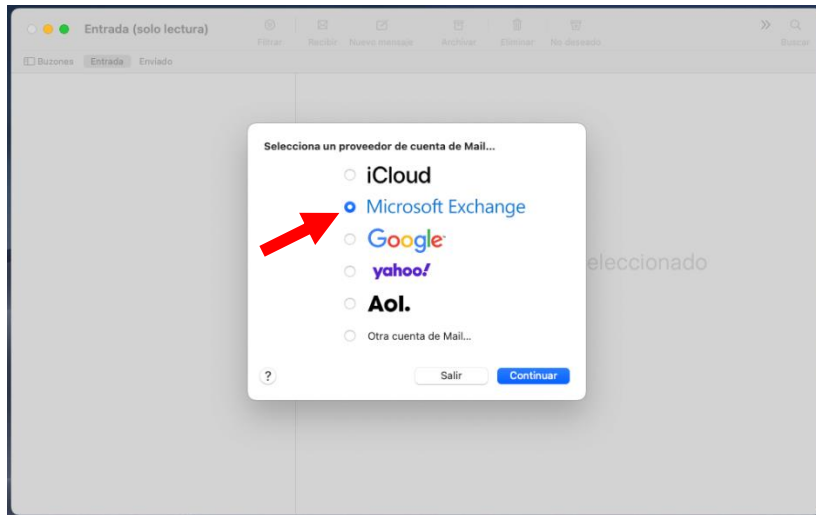 Entrada (solo lectura)
Filtrar Recibir Nuevo mensaje Archivar Eliminar No deseado Buscar
Buzones Entrada Enviado
Selecciona un proveedor de cuenta de Mail...
iCloud
Microsoft Exchange
Google
yahoo!
eleccionado
Aol.
Otra cuenta de Mail...
?
Salir Continuar